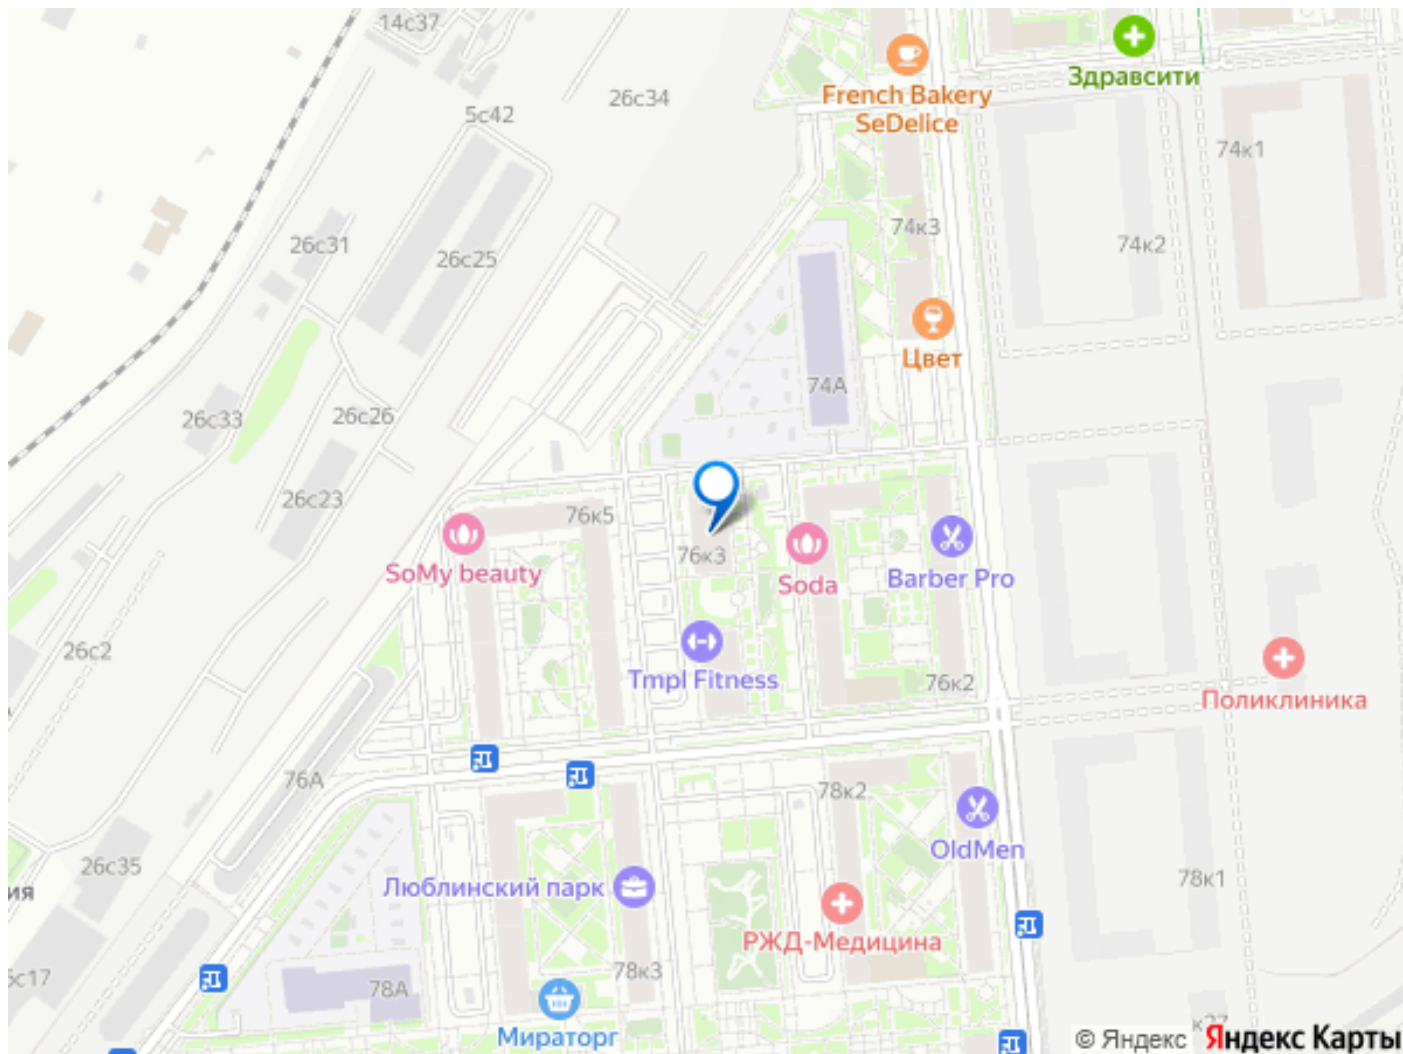 14с37
Здравсити
26с34
French Bakery
SeDelice
5с42
74к1
74к3
74к2
26с31
26с25
Цвет
74А
26с33
26с26
26с23
76к5
SoMy beauty
76к3
Soda
Barber Pro
26с2
Tmpl Fitness
76к2
Поликлиника
76А
78к2
OldMen
26с35
78к1
ия
Люблинский парк
РЖД-Медицина
с17
78А
78к3
Мираторг
к27
© Яндекс Яндекс Карты